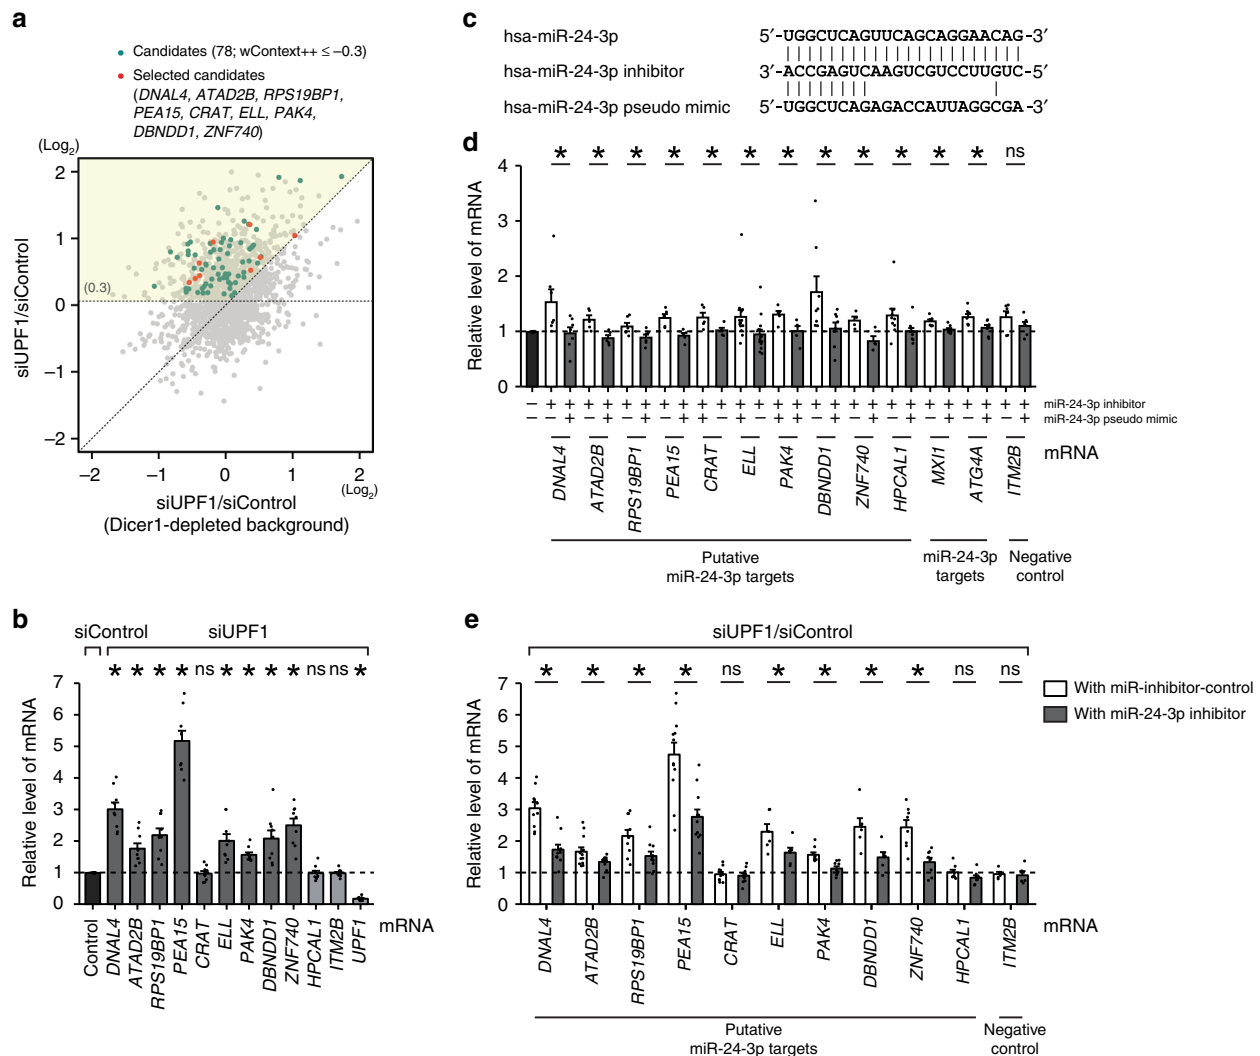 a
Candidates (78; wContext++ ≤ –0.3)
Selected candidates
(DNAL4, ATAD2B, RPS19BP1,
PEA15, CRAT, ELL, PAK4,
DBNDD1, ZNF740)
(Log2)
2
1
0
−1
−2
(0.3)
siUPF1/siControl
−2 −1 0 1 2
(Log2)
siUPF1/siControl
(Dicer1-depleted background)
c
hsa-miR-24-3p 5′-UGGCUCAGUUCAGCAGGAACAG-3′
hsa-miR-24-3p inhibitor 3′-ACCGAGUCAAGUCGUCCUUGUC-5′
hsa-miR-24-3p pseudo mimic 5′-UGGCUCAGAGACCAUUAGGCGA-3′
d
* * * * * * * * * * * * ns
Relative level of mRNA
4
3
2
1
0
− + + + + + + + + + + + + + + + + + + + + + + + + + + miR-24-3p inhibitor
− − + − + − + − + − + − + − + − + − + − + − + − + − + miR-24-3p pseudo mimic
DNAL4 ATAD2B RPS19BP1 PEA15 CRAT ELL PAK4 DBNDD1 ZNF740 HPCAL1 MXI1 ATG4A ITM2B mRNA
Putative
miR-24-3p targets
miR-24-3p
targets
Negative
control
b
siControl siUPF1
* * * * ns * * * * ns ns *
Relative level of mRNA
7
6
5
4
3
2
1
0
Control DNAL4 ATAD2B RPS19BP1 PEA15 CRAT ELL PAK4 DBNDD1 ZNF740 HPCAL1 ITM2B UPF1 mRNA
e
siUPF1/siControl
* * * * ns * * * * ns ns
Relative level of mRNA
7
6
5
4
3
2
1
0
With miR-inhibitor-control
With miR-24-3p inhibitor
DNAL4 ATAD2B RPS19BP1 PEA15 CRAT ELL PAK4 DBNDD1 ZNF740 HPCAL1 ITM2B mRNA
Putative
miR-24-3p targets
Negative
control